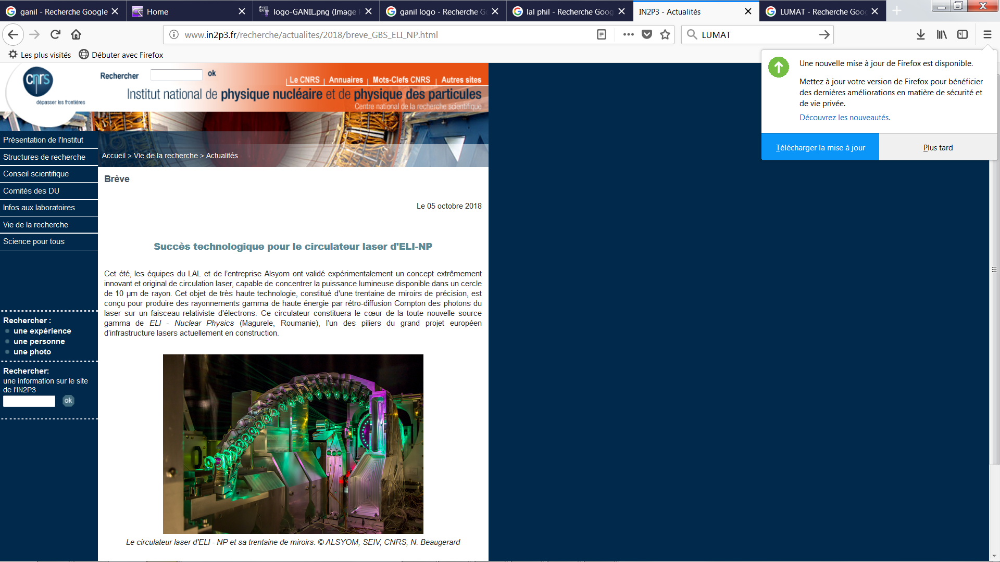 ganil - Recherche Google
Home
logo-GANIL.png (Image
ganil logo - Recherche G
lal phil - Recherche Goog
IN2P3 - Actualités
LUMAT - Recherche Goo
www.in2p3.fr/recherche/actualites/2018/breve_GBS_ELI_NP.html
LUMAT
Les plus visités
Débuter avec Firefox
Une nouvelle mise à jour de Firefox est disponible.
Mettez à jour votre version de Firefox pour bénéficier
des dernières améliorations en matière de sécurité et
de vie privée.
Découvrez les nouveautés.
Télécharger la mise à jour
Plus tard
cnrs
dépasser les frontières
Rechercher
ok
Le CNRS
Annuaires
Mots-Clefs CNRS
Autres sites
Institut national de physique nucléaire et de physique des particules
Centre national de la recherche scientifique
Présentation de l'Institut
Structures de recherche
Conseil scientifique
Comités des DU
Infos aux laboratoires
Vie de la recherche
Science pour tous
Rechercher :
une expérience
une personne
une photo
Rechercher:
une information sur le site
de l'IN2P3
ok
Accueil > Vie de la recherche > Actualités
Brève
Le 05 octobre 2018
Succès technologique pour le circulateur laser d'ELI-NP
Cet été, les équipes du LAL et de l’entreprise Alsyom ont validé expérimentalement un concept extrêmement
innovant et original de circulation laser, capable de concentrer la puissance lumineuse disponible dans un cercle
de 10 µm de rayon. Cet objet de très haute technologie, constitué d'une trentaine de miroirs de précision, est
conçu pour produire des rayonnements gamma de haute énergie par rétro-diffusion Compton des photons du
laser sur un faisceau relativiste d'électrons. Ce circulateur constituera le cœur de la toute nouvelle source
gamma de ELI - Nuclear Physics (Magurele, Roumanie), l’un des piliers du grand projet européen
d’infrastructure lasers actuellement en construction.
Le circulateur laser d'ELI - NP et sa trentaine de miroirs. © ALSYOM, SEIV, CNRS, N. Beaugerard